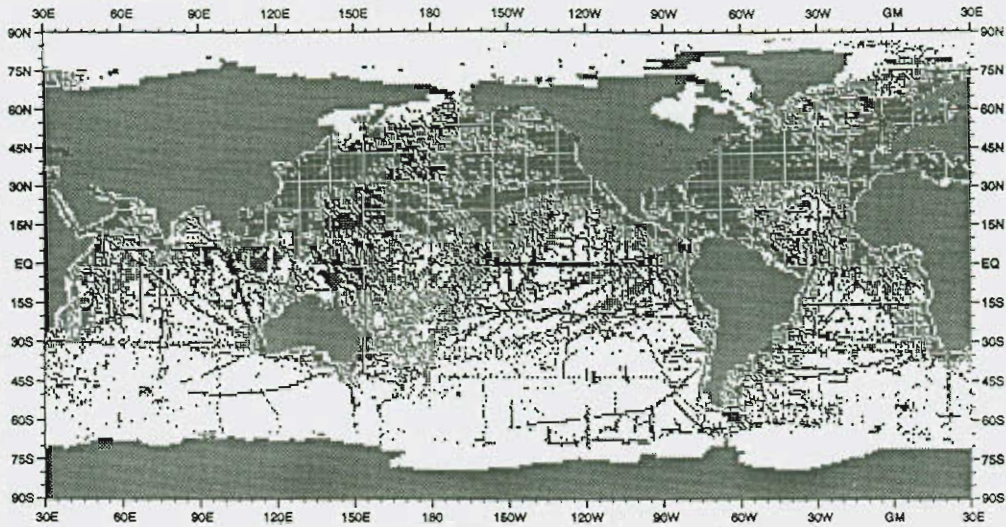 30E 60E 90E 120E 150E 180 150W 120W 90W 60W 30W GM 30E
90N 90N
75N 75N
60N 60N
45N 45N
30N 30N
15N 15N
EQ EQ
15S 15S
30S 30S
45S 45S
60S 60S
75S 75S
90S 90S
30E 60E 90E 120E 150E 180 150W 120W 90W 60W 30W GM 30E